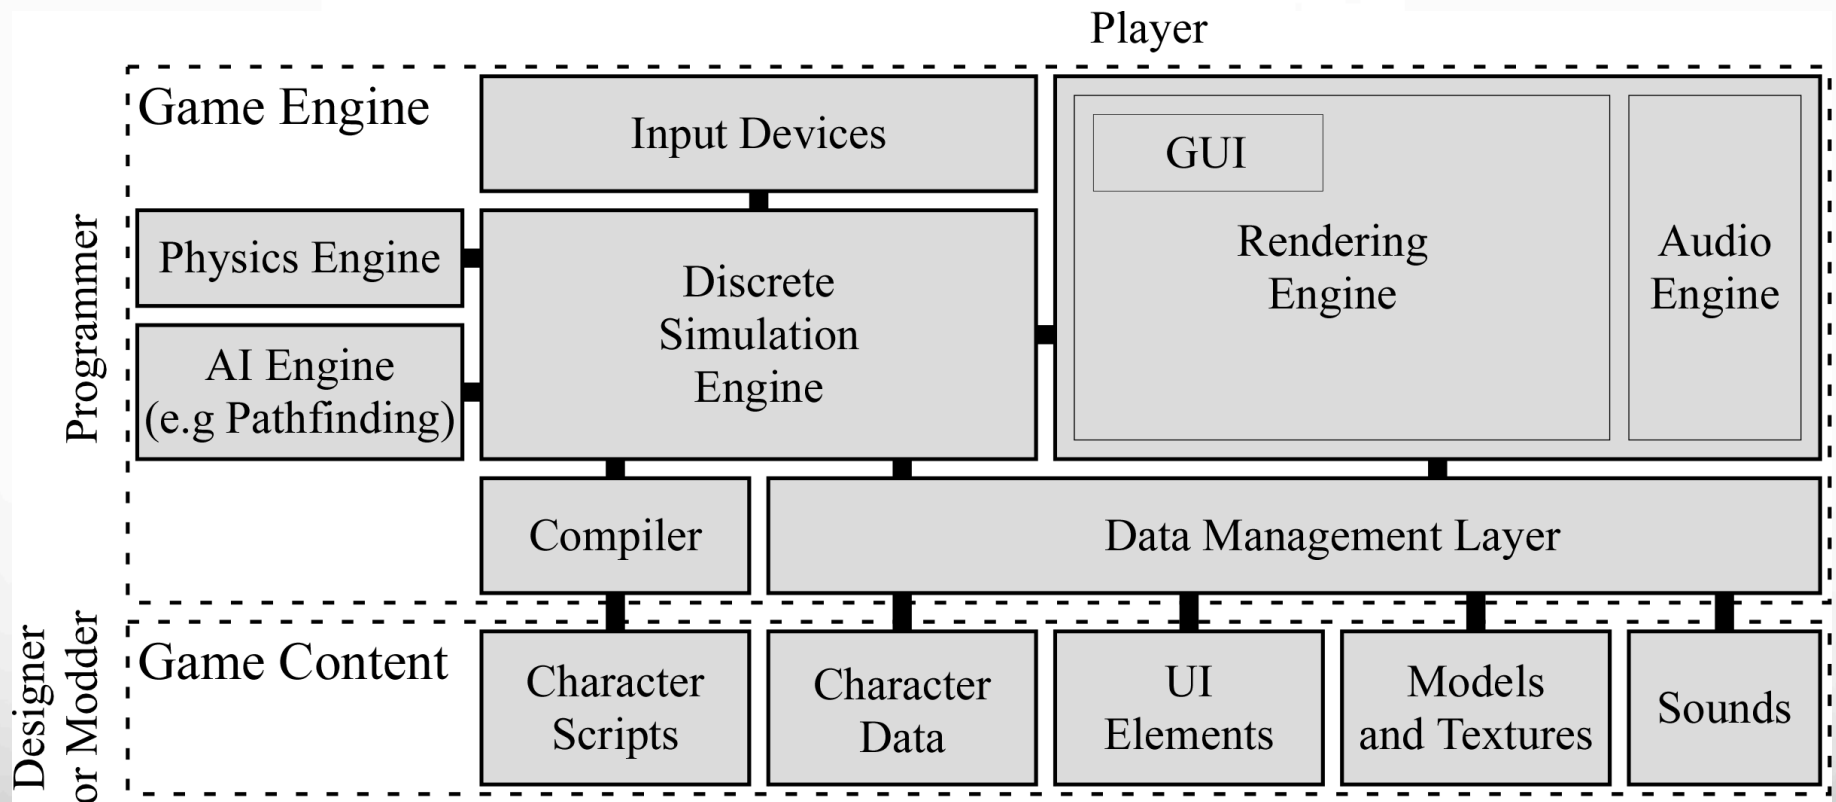 Player
Game Engine
Input Devices
GUI
Rendering
Engine
Audio
Engine
Programmer
Physics Engine
Discrete
Simulation
Engine
AI Engine
(e.g Pathfinding)
Compiler
Data Management Layer
Designer
or Modder
Game Content
Character
Scripts
Character
Data
UI
Elements
Models
and Textures
Sounds